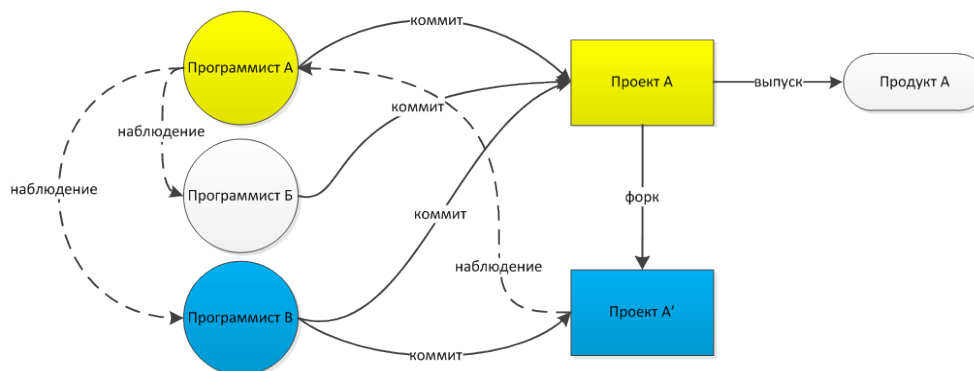 коммит
Программист А
Проект А
выпуск
Продукт А
коммит
наблюдение
наблюдение
Программист Б
форк
коммит
наблюдение
Программист В
Проект А'
коммит